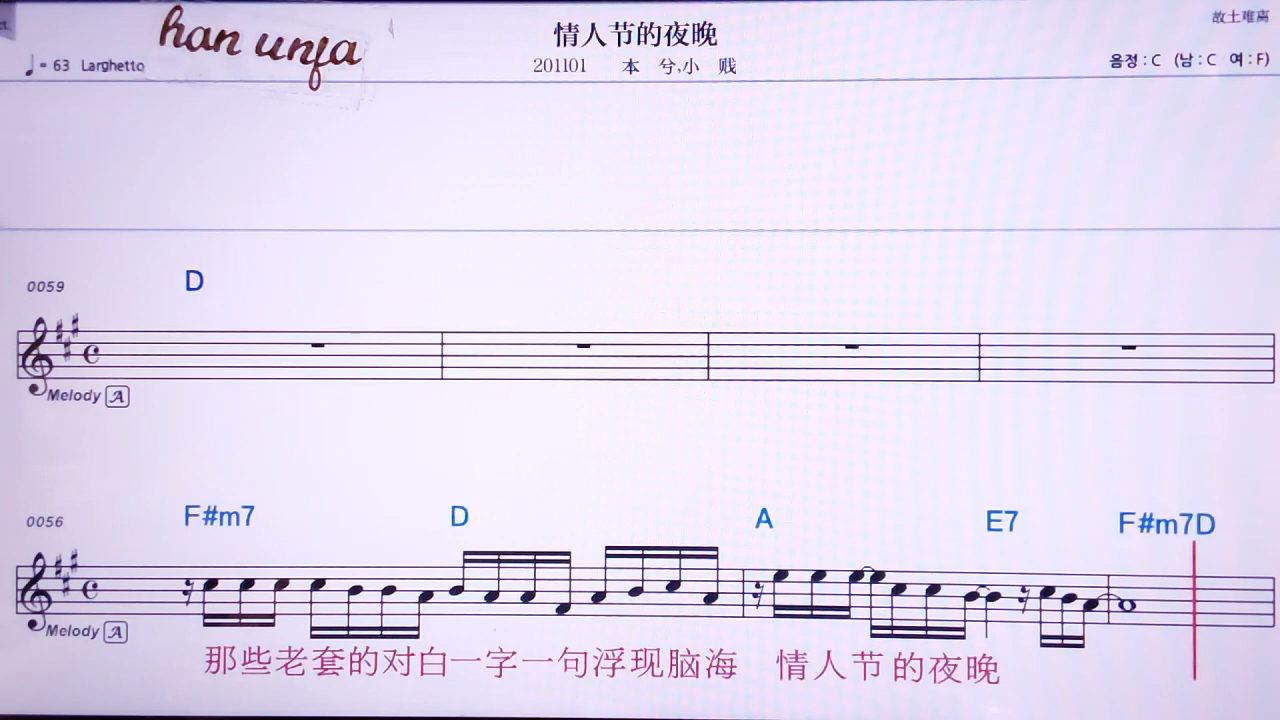 han unfa
情人节的夜晚
故土难离
♩= 63 Larghetto
201101 本 兮,小 贱
음정 : C (남 : C 여 : F)
0059 D
Melody A
0056 F#m7 D A E7 F#m7D
Melody A
那些老套的对白一字一句浮现脑海 情人节的夜晚